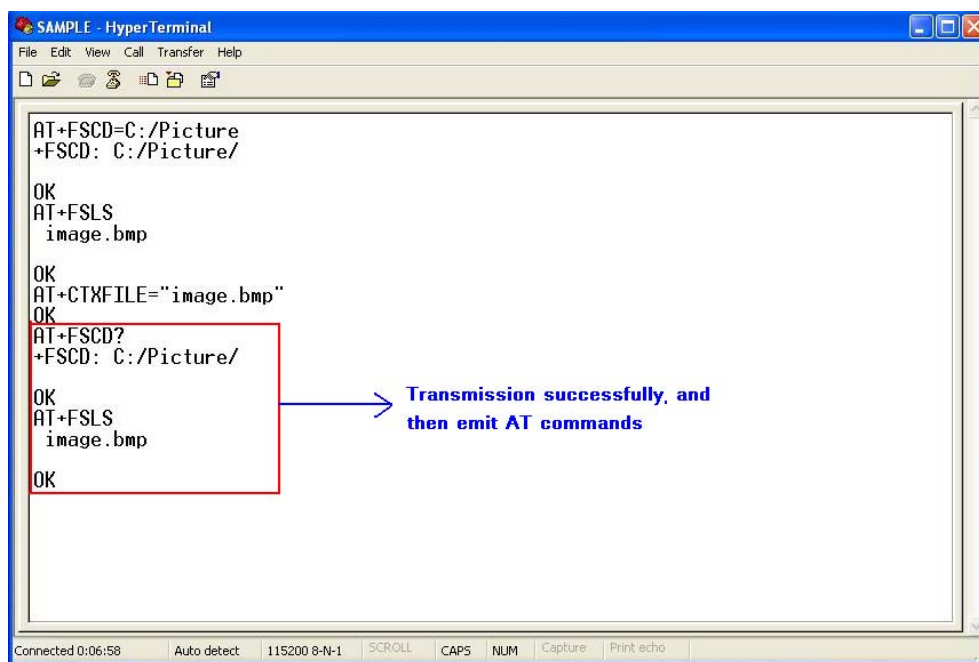 SAMPLE - HyperTerminal
File Edit View Call Transfer Help
AT+FSCD=C:/Picture
+FSCD: C:/Picture/
OK
AT+FSLS
image.bmp
OK
AT+CTXFILE="image.bmp"
OK
AT+FSCD?
+FSCD: C:/Picture/
OK
AT+FSLS
image.bmp
OK
Transmission successfully, and
then emit AT commands
Connected 0:06:58 Auto detect 115200 8-N-1 SCROLL CAPS NUM Capture Print echo